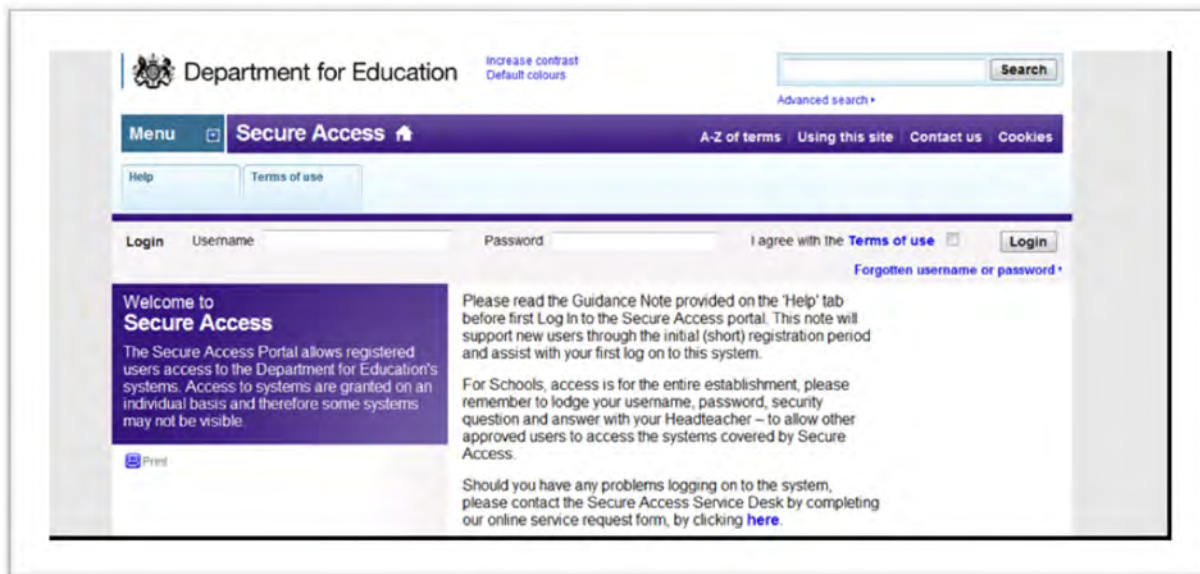 Department for Education
Increase contrast
Default colours
Search
Advanced search
Menu
Secure Access
A-Z of terms Using this site Contact us Cookies
Help
Terms of use
Login Username Password I agree with the Terms of use Login
Forgotten username or password
Welcome to
Secure Access
The Secure Access Portal allows registered
users access to the Department for Education's
systems. Access to systems are granted on an
individual basis and therefore some systems
may not be visible.
Print
Please read the Guidance Note provided on the 'Help' tab
before first Log In to the Secure Access portal. This note will
support new users through the initial (short) registration period
and assist with your first log on to this system.
For Schools, access is for the entire establishment, please
remember to lodge your username, password, security
question and answer with your Headteacher – to allow other
approved users to access the systems covered by Secure
Access.
Should you have any problems logging on to the system,
please contact the Secure Access Service Desk by completing
our online service request form, by clicking here.